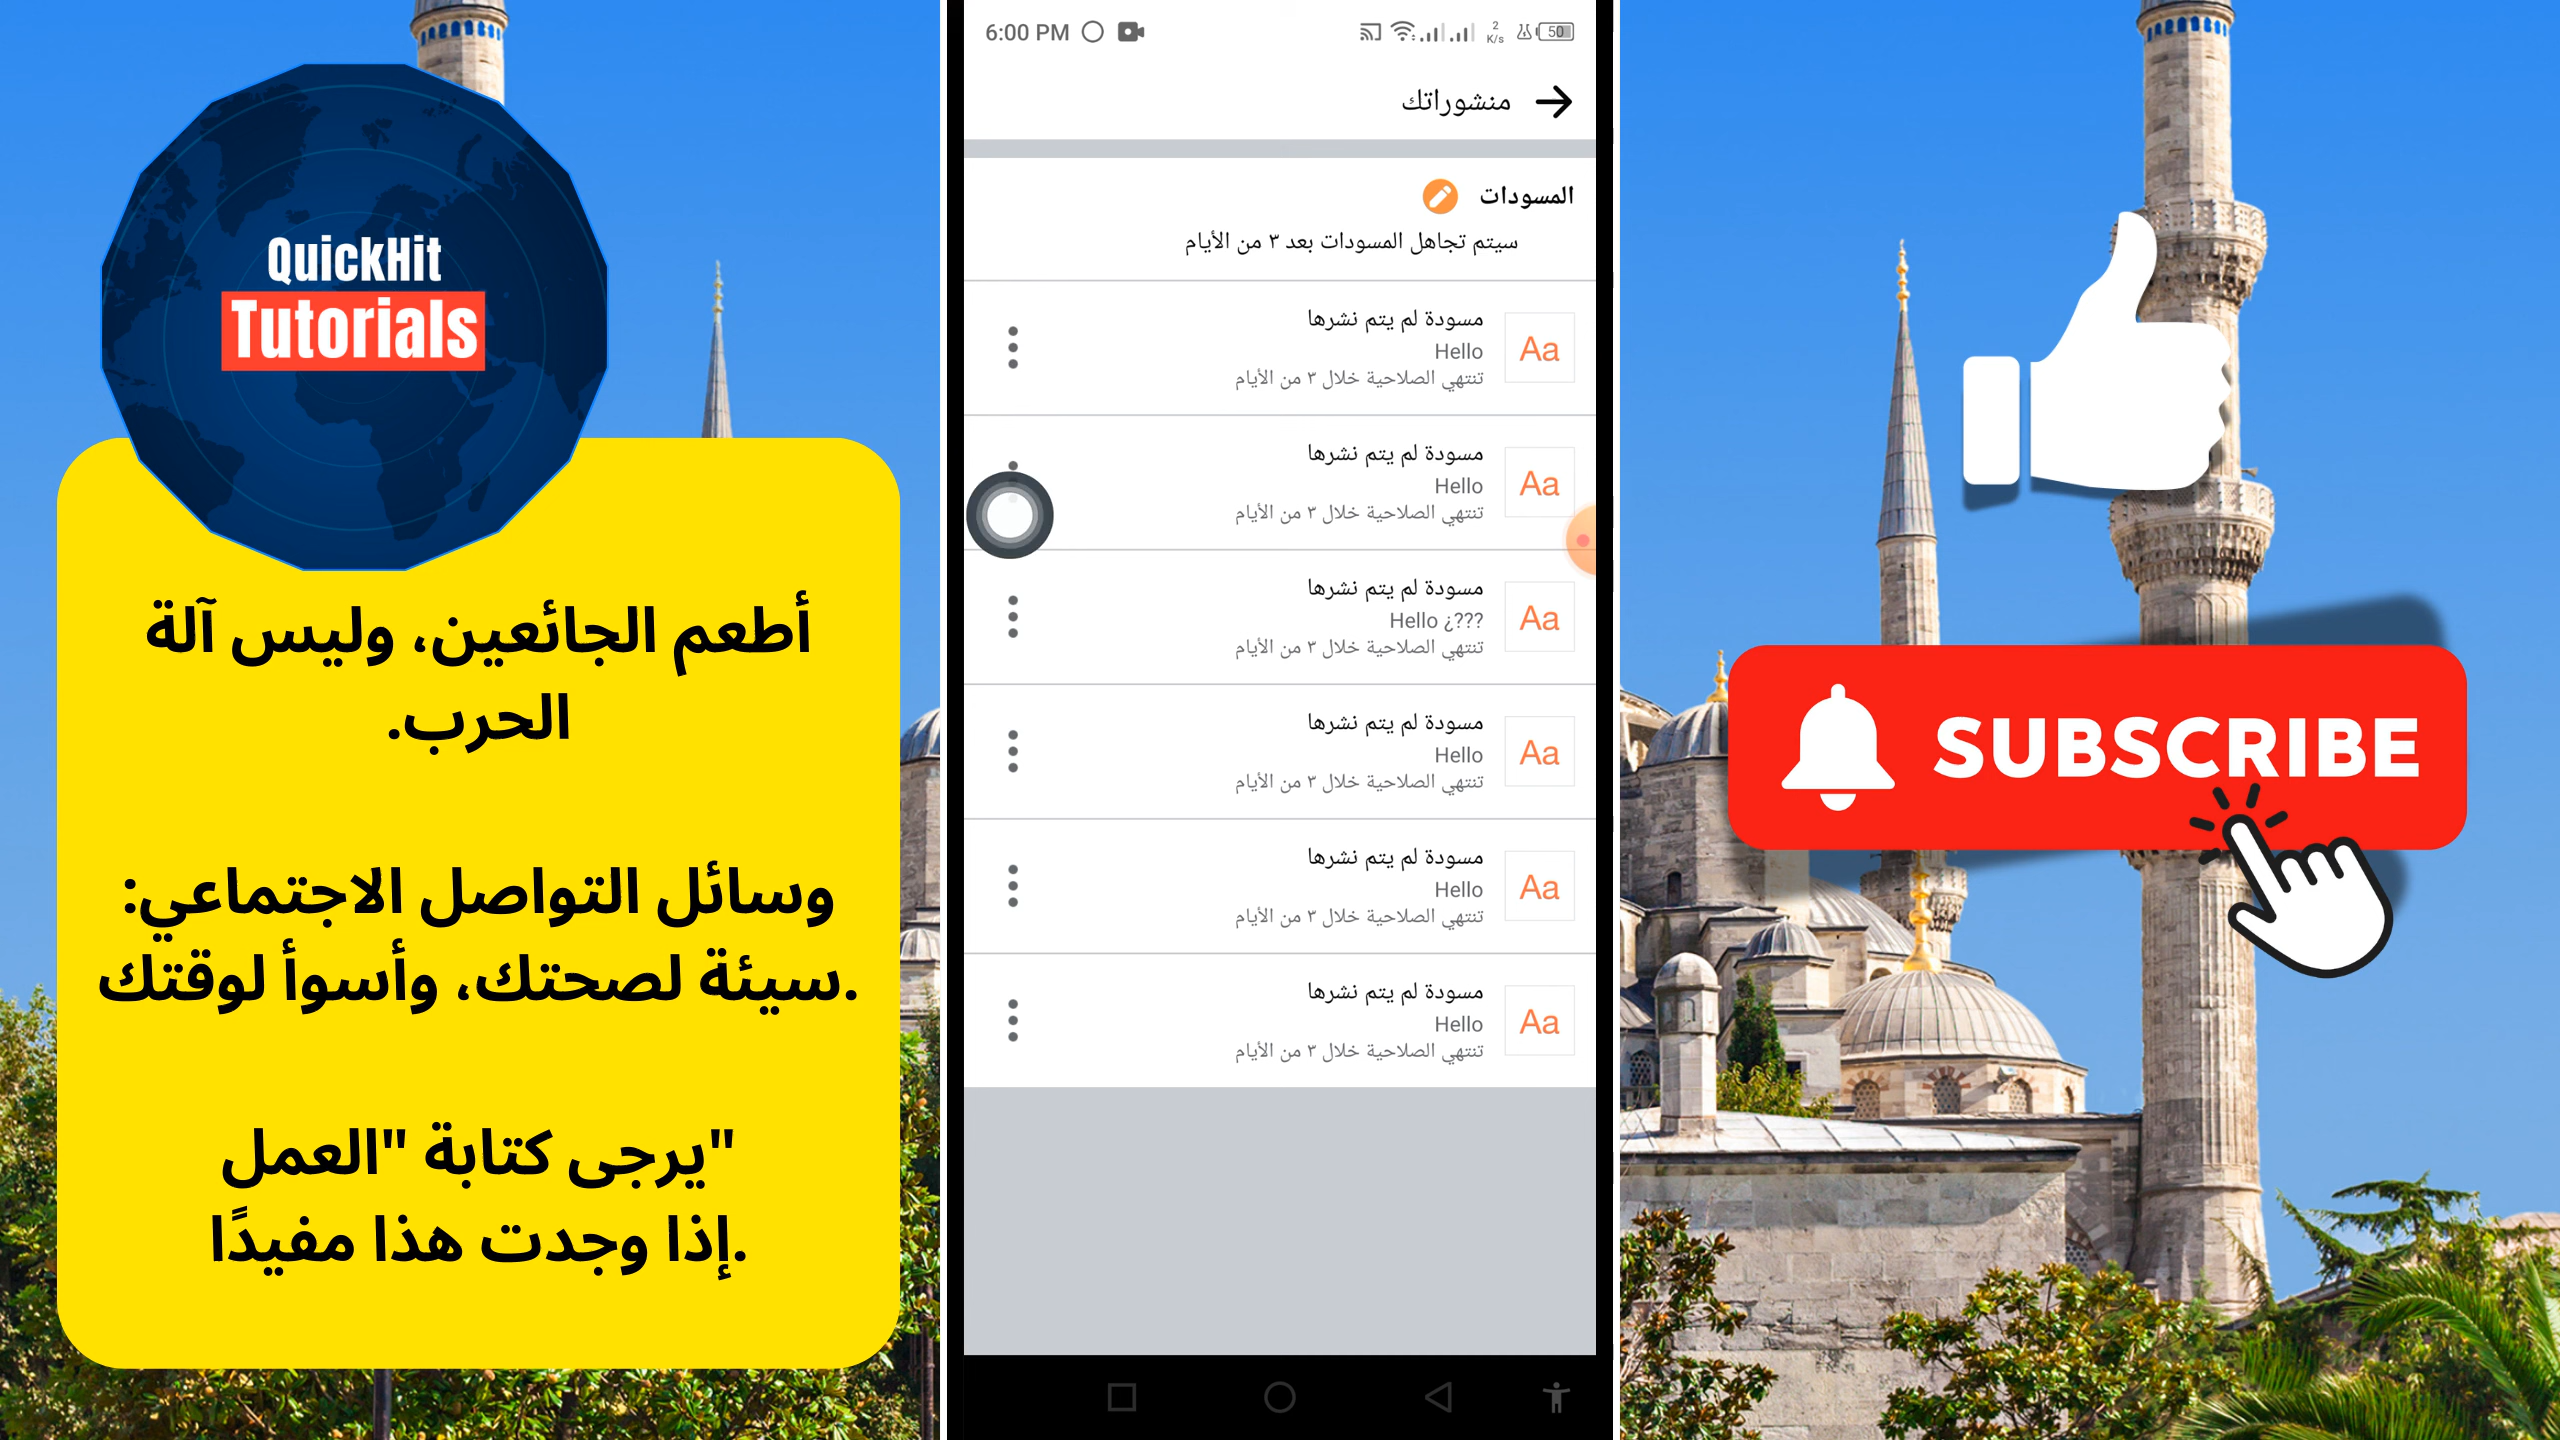 QuickHit
Tutorials
أطعم الجائعين، وليس آلة
الحرب.
وسائل التواصل الاجتماعي:
سيئة لصحتك، وأسوأ لوقتك.
يرجى كتابة "العمل"
إذا وجدت هذا مفيدًا.
6:00 PM
2
K/s
50
منشوراتك
المسودات
سيتم تجاهل المسودات بعد ٣ من الأيام
Aa
مسودة لم يتم نشرها
Hello
تنتهي الصلاحية خلال ٣ من الأيام
Aa
مسودة لم يتم نشرها
Hello
تنتهي الصلاحية خلال ٣ من الأيام
Aa
مسودة لم يتم نشرها
Hello ¿???
تنتهي الصلاحية خلال ٣ من الأيام
Aa
مسودة لم يتم نشرها
Hello
تنتهي الصلاحية خلال ٣ من الأيام
Aa
مسودة لم يتم نشرها
Hello
تنتهي الصلاحية خلال ٣ من الأيام
Aa
مسودة لم يتم نشرها
Hello
تنتهي الصلاحية خلال ٣ من الأيام
SUBSCRIBE